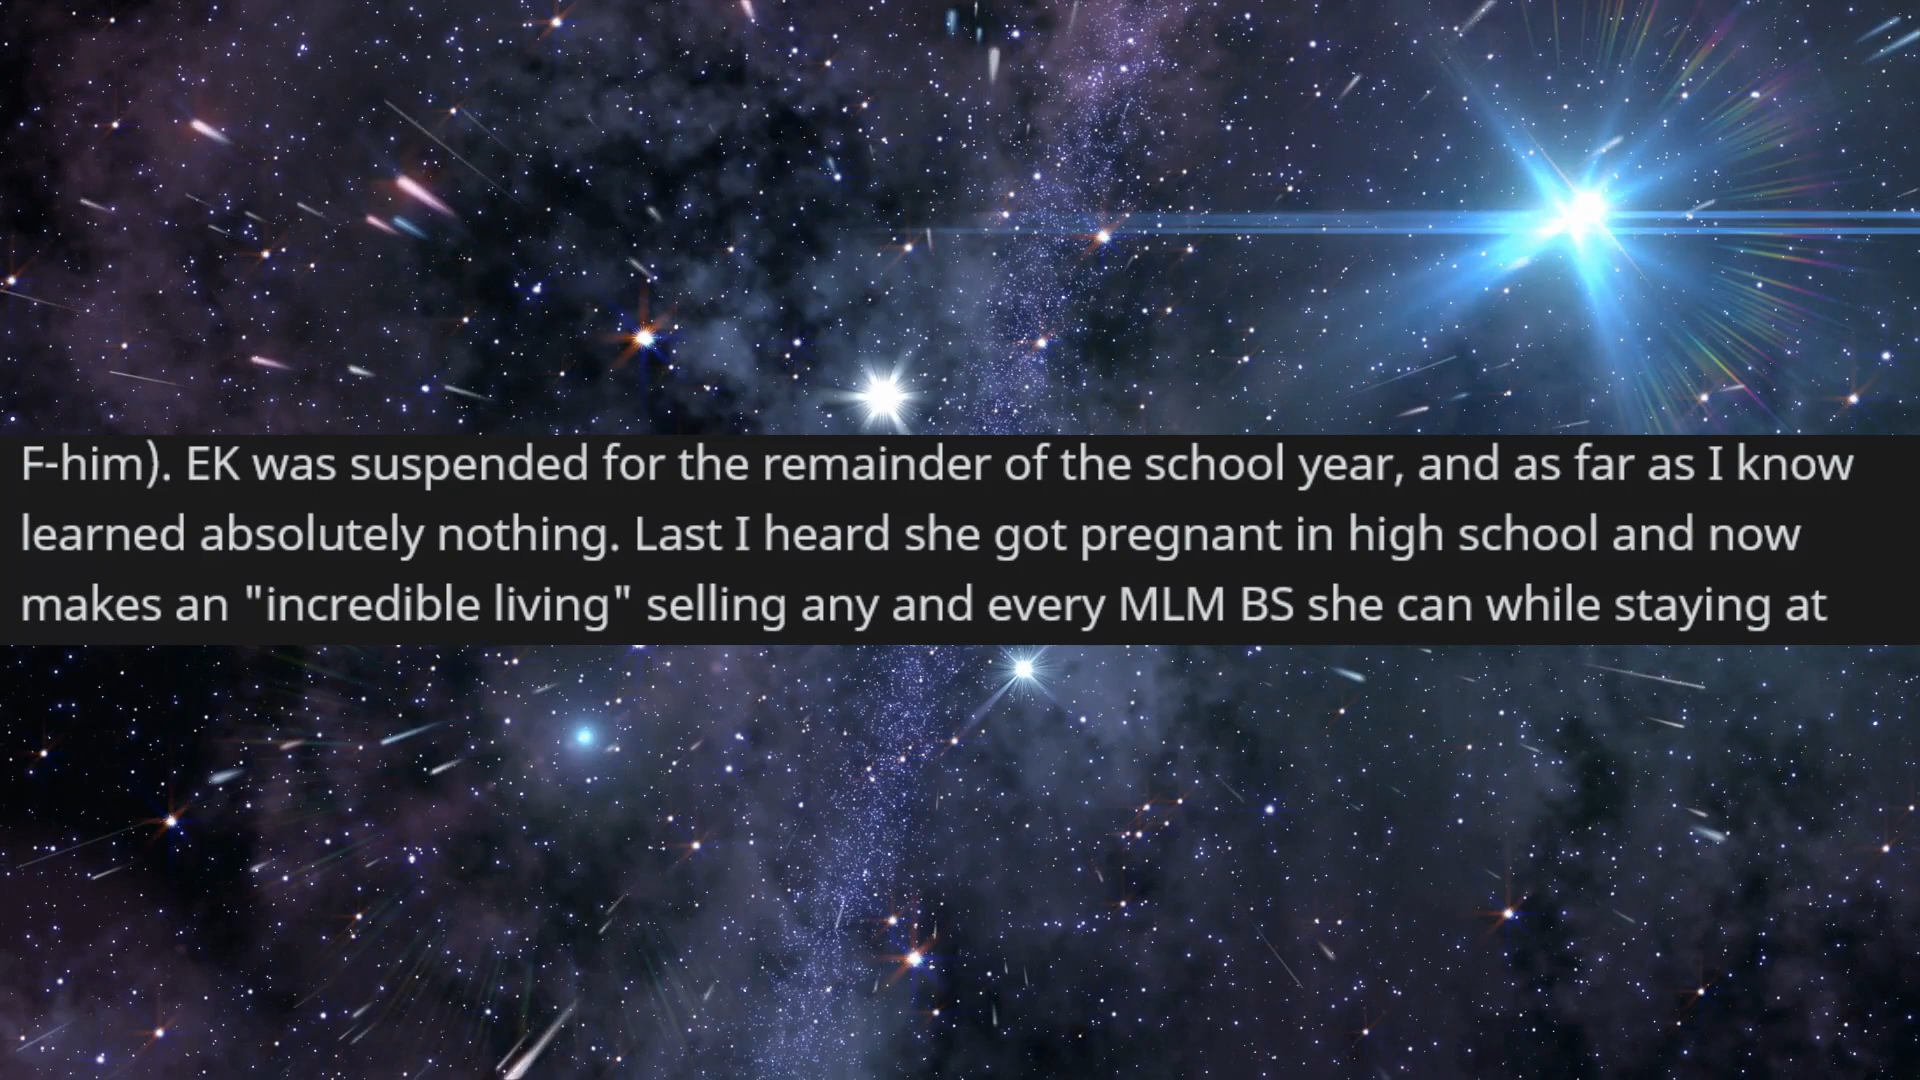 F-him). EK was suspended for the remainder of the school year, and as far as I know
learned absolutely nothing. Last I heard she got pregnant in high school and now
makes an "incredible living" selling any and every MLM BS she can while staying at